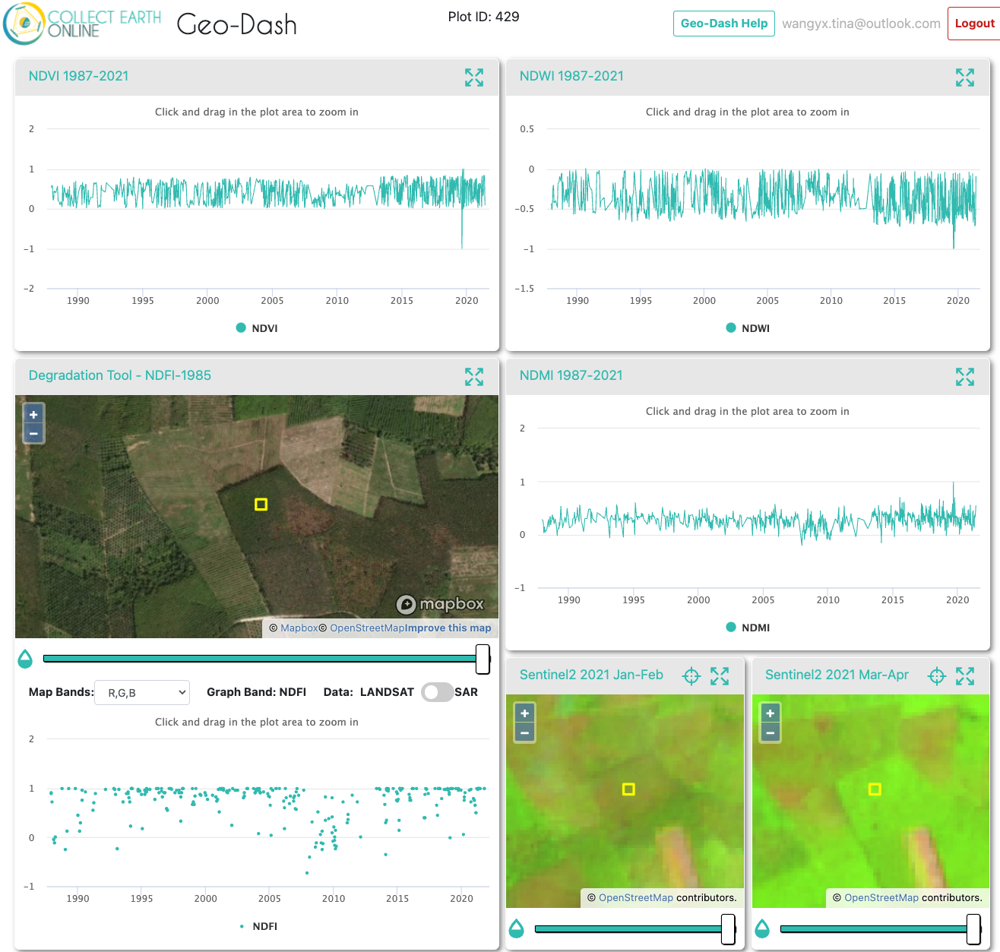 COLLECT EARTH
ONLINE
Geo-Dash
Plot ID: 429
Geo-Dash Help
wangyx.tina@outlook.com
Logout
NDVI 1987-2021
Click and drag in the plot area to zoom in
2
1
0
−1
−2
1990 1995 2000 2005 2010 2015 2020
NDVI
NDWI 1987-2021
Click and drag in the plot area to zoom in
0.5
0
−0.5
−1
−1.5
1990 1995 2000 2005 2010 2015 2020
NDWI
Degradation Tool - NDFI-1985
+
−
mapbox
© Mapbox© OpenStreetMapImprove this map
Map Bands: R,G,B Graph Band: NDFI Data: LANDSAT SAR
Click and drag in the plot area to zoom in
2
1
0
−1
1990 1995 2000 2005 2010 2015 2020
NDFI
NDMI 1987-2021
Click and drag in the plot area to zoom in
2
1
0
−1
1990 1995 2000 2005 2010 2015 2020
NDMI
Sentinel2 2021 Jan-Feb
+
−
© OpenStreetMap contributors.
Sentinel2 2021 Mar-Apr
+
−
© OpenStreetMap contributors.